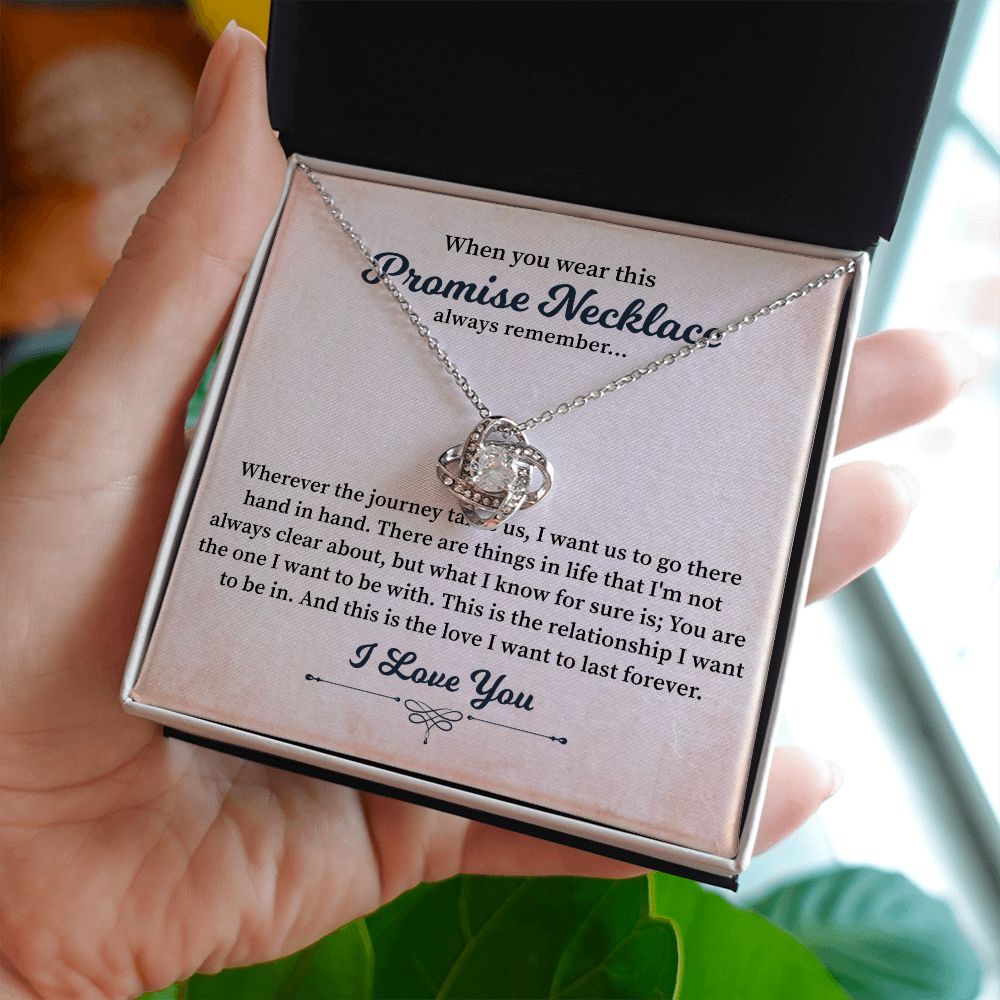 When you wear this
Promise Necklace
always remember...
Wherever the journey us, I want us to go there
hand in hand. There are things in life that I'm not
always clear about, but what I know for sure is; You are
the one I want to be with. This is the relationship I want
to be in. And this is the love I want to last forever.
I Love You